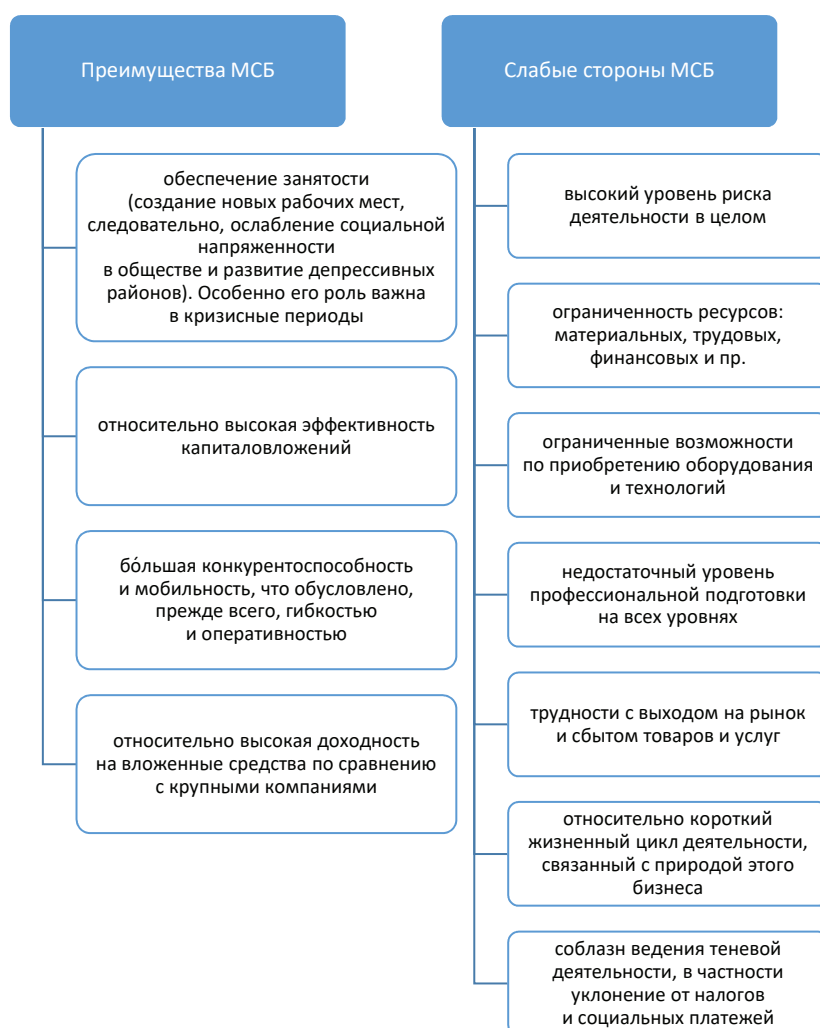 Преимущества МСБ
обеспечение занятости
(создание новых рабочих мест,
следовательно, ослабление социальной
напряженности
в обществе и развитие депрессивных
районов). Особенно его роль важна
в кризисные периоды
относительно высокая эффективность
капиталовложений
бо́льшая конкурентоспособность
и мобильность, что обусловлено,
прежде всего, гибкостью
и оперативностью
относительно высокая доходность
на вложенные средства по сравнению
с крупными компаниями
Слабые стороны МСБ
высокий уровень риска
деятельности в целом
ограниченность ресурсов:
материальных, трудовых,
финансовых и пр.
ограниченные возможности
по приобретению оборудования
и технологий
недостаточный уровень
профессиональной подготовки
на всех уровнях
трудности с выходом на рынок
и сбытом товаров и услуг
относительно короткий
жизненный цикл деятельности,
связанный с природой этого
бизнеса
соблазн ведения теневой
деятельности, в частности
уклонение от налогов
и социальных платежей